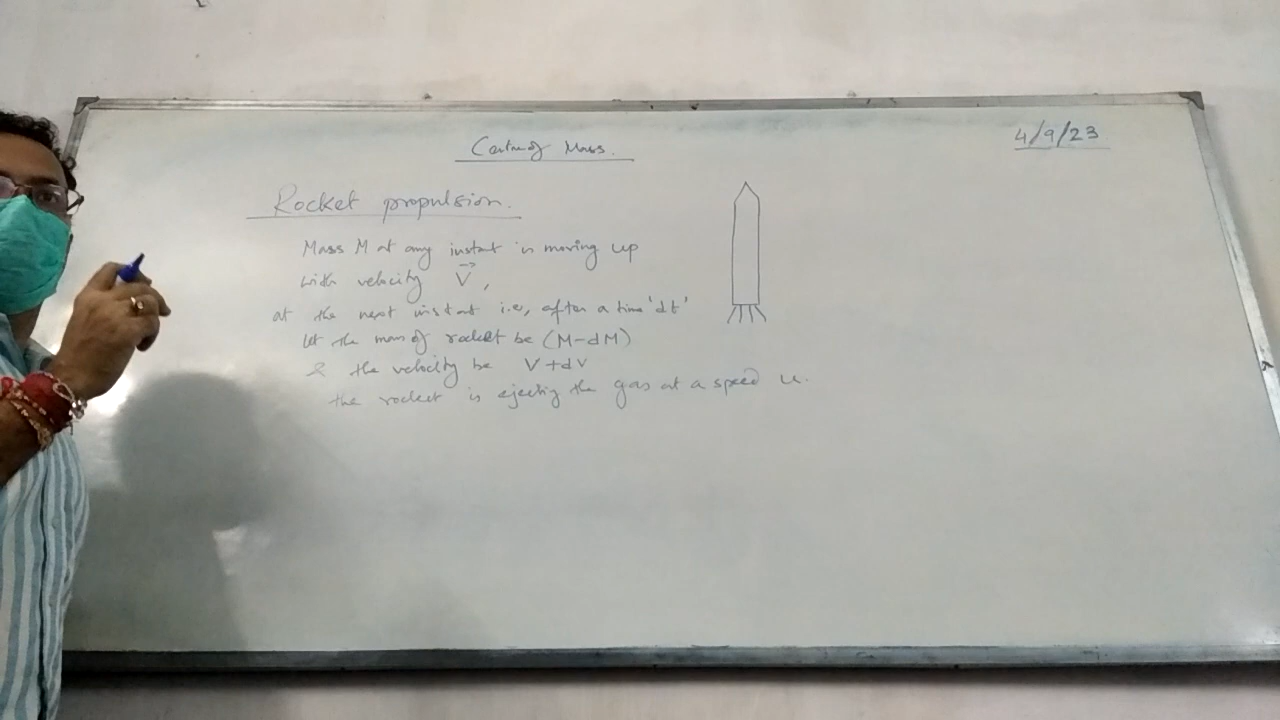 Centre of Mass.
4/9/23
Rocket propulsion.
Mass M at any instant is moving up
with velocity V⃗,
at the next instant i.e, after a time 'dt'
let the mass of rocket be (M-dM)
& the velocity be V+dV
the rocket is ejecting the gas at a speed u.